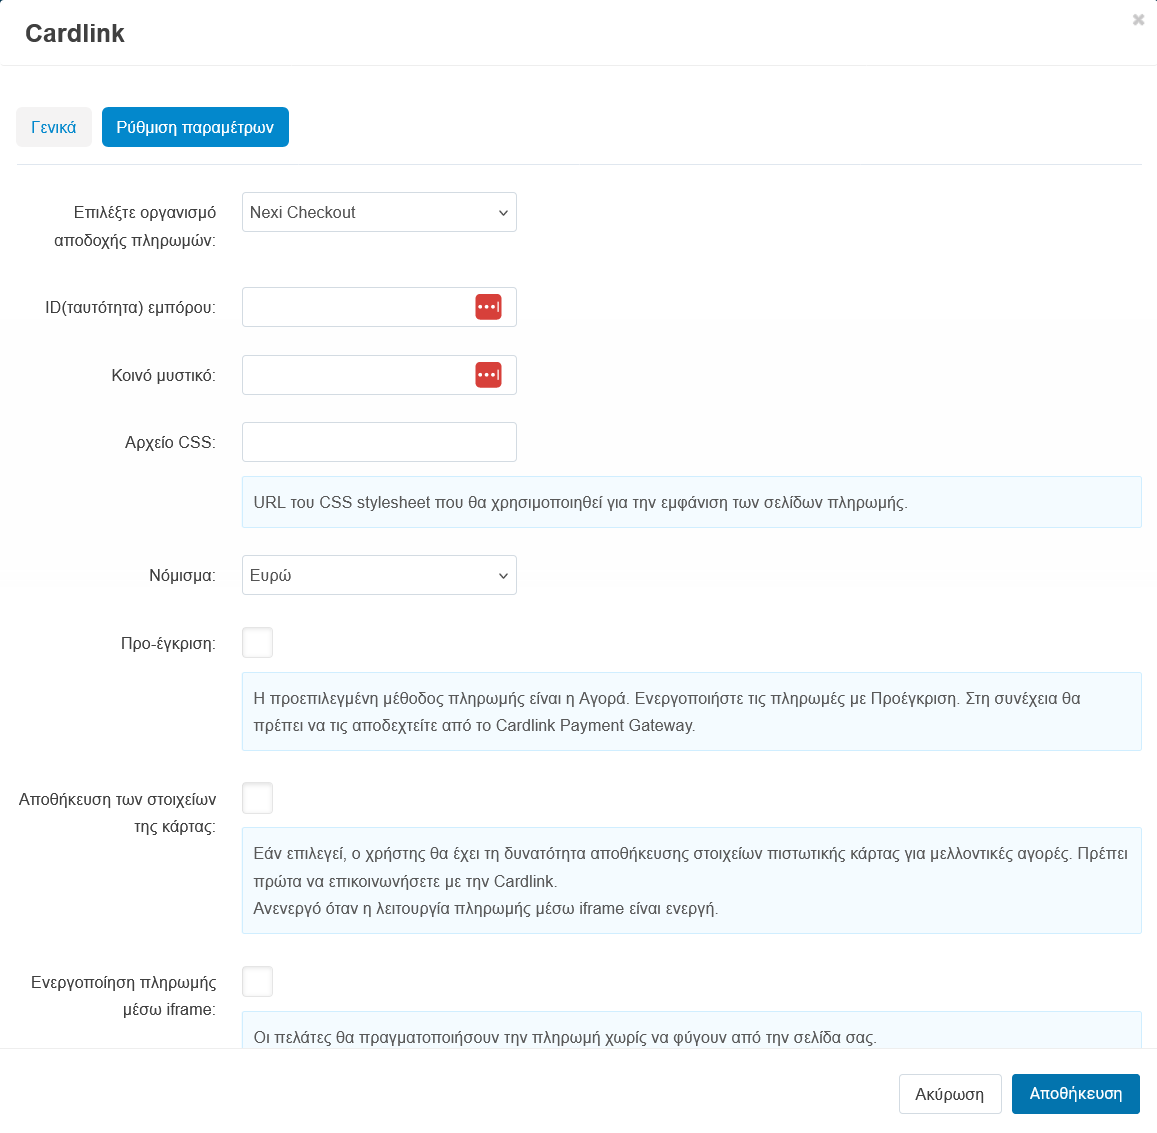 Cardlink
Γενικά
Ρύθμιση παραμέτρων
Επιλέξτε οργανισμό
αποδοχής πληρωμών:
Nexi Checkout
ID(ταυτότητα) εμπόρου:
Κοινό μυστικό:
Αρχείο CSS:
URL του CSS stylesheet που θα χρησιμοποιηθεί για την εμφάνιση των σελίδων πληρωμής.
Νόμισμα:
Ευρώ
Προ-έγκριση:
Η προεπιλεγμένη μέθοδος πληρωμής είναι η Αγορά. Ενεργοποιήστε τις πληρωμές με Προέγκριση. Στη συνέχεια θα
πρέπει να τις αποδεχτείτε από το Cardlink Payment Gateway.
Αποθήκευση των στοιχείων
της κάρτας:
Εάν επιλεγεί, ο χρήστης θα έχει τη δυνατότητα αποθήκευσης στοιχείων πιστωτικής κάρτας για μελλοντικές αγορές. Πρέπει
πρώτα να επικοινωνήσετε με την Cardlink.
Ανενεργό όταν η λειτουργία πληρωμής μέσω iframe είναι ενεργή.
Ενεργοποίηση πληρωμής
μέσω iframe:
Οι πελάτες θα πραγματοποιήσουν την πληρωμή χωρίς να φύγουν από την σελίδα σας.
Ακύρωση
Αποθήκευση